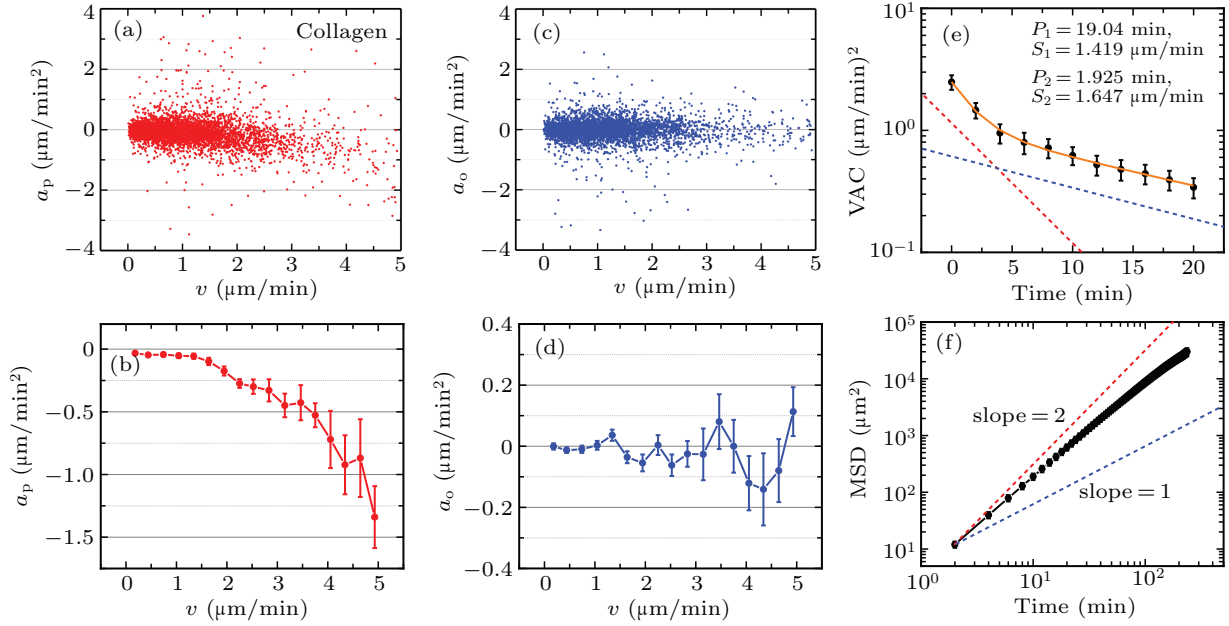 (a)
Collagen
4
2
0
−2
−4
aₚ (µm/min²)
0
1
2
3
4
5
v (µm/min)
(c)
4
2
0
−2
−4
aₒ (µm/min²)
0
1
2
3
4
5
v (µm/min)
(e)
P₁=19.04 min,
S₁=1.419 µm/min
P₂=1.925 min,
S₂=1.647 µm/min
10¹
10⁰
10⁻¹
VAC (µm/min)²
0
5
10
15
20
Time (min)
(b)
0
−0.5
−1.0
−1.5
aₚ (µm/min²)
0
1
2
3
4
5
v (µm/min)
(d)
0.4
0.2
0
−0.2
−0.4
aₒ (µm/min²)
0
1
2
3
4
5
v (µm/min)
(f)
10⁵
10⁴
10³
10²
10¹
MSD (µm²)
slope=2
slope=1
10⁰
10¹
10²
Time (min)